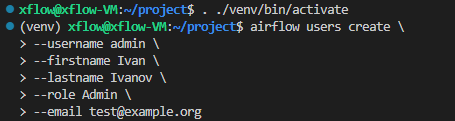 xflow@xflow-VM:~/project$ . ./venv/bin/activate
(venv) xflow@xflow-VM:~/project$ airflow users create \
> --username admin \
> --firstname Ivan \
> --lastname Ivanov \
> --role Admin \
> --email test@example.org